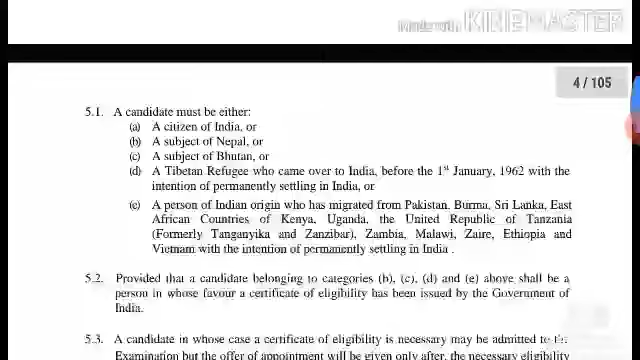 Made with KINEMASTER
4 / 105
5.1. A candidate must be either:
(a) A citizen of India, or
(b) A subject of Nepal, or
(c) A subject of Bhutan, or
(d) A Tibetan Refugee who came over to India, before the 1st January, 1962 with the
intention of permanently settling in India, or
(e) A person of Indian origin who has migrated from Pakistan, Burma, Sri Lanka, East
African Countries of Kenya, Uganda, the United Republic of Tanzania
(Formerly Tanganyika and Zanzibar), Zambia, Malawi, Zaire, Ethiopia and
Vietnam with the intention of permanently settling in India .
5.2. Provided that a candidate belonging to categories (b), (c), (d) and (e) above shall be a
person in whose favour a certificate of eligibility has been issued by the Government of
India.
5.3. A candidate in whose case a certificate of eligibility is necessary may be admitted to the
Examination but the offer of appointment will be given only after, the necessary eligibility